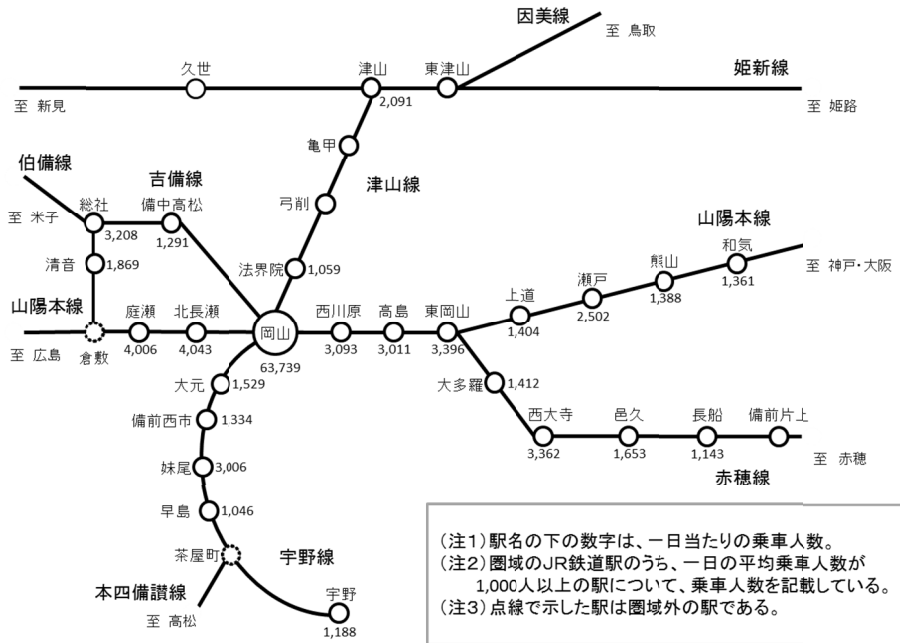 因美線
至 鳥取
久世
津山
東津山
姫新線
2,091
至 新見
至 姫路
亀甲
伯備線
吉備線
津山線
弓削
総社
備中高松
至 米子
3,208
1,291
山陽本線
和気
熊山
清音
1,869
法界院
1,059
瀬戸
1,361
至 神戸・大阪
1,388
上道
2,502
山陽本線
庭瀬
北長瀬
岡山
西川原
高島
東岡山
1,404
至 広島
倉敷
4,006
4,043
63,739
3,093
3,011
3,396
大元
1,529
大多羅
1,412
備前西市
1334
西大寺
邑久
長船
備前片上
3,362
1,653
1,143
至 赤穂
妹尾
3,006
赤穂線
早島
1,046
茶屋町
宇野線
本四備讃線
宇野
至 高松
1,188
(注1)駅名の下の数字は、一日当たりの乗車人数。
(注2)圏域のJR鉄道駅のうち、一日の平均乗車人数が
1,000人以上の駅について、乗車人数を記載している。
(注3)点線で示した駅は圏域外の駅である。